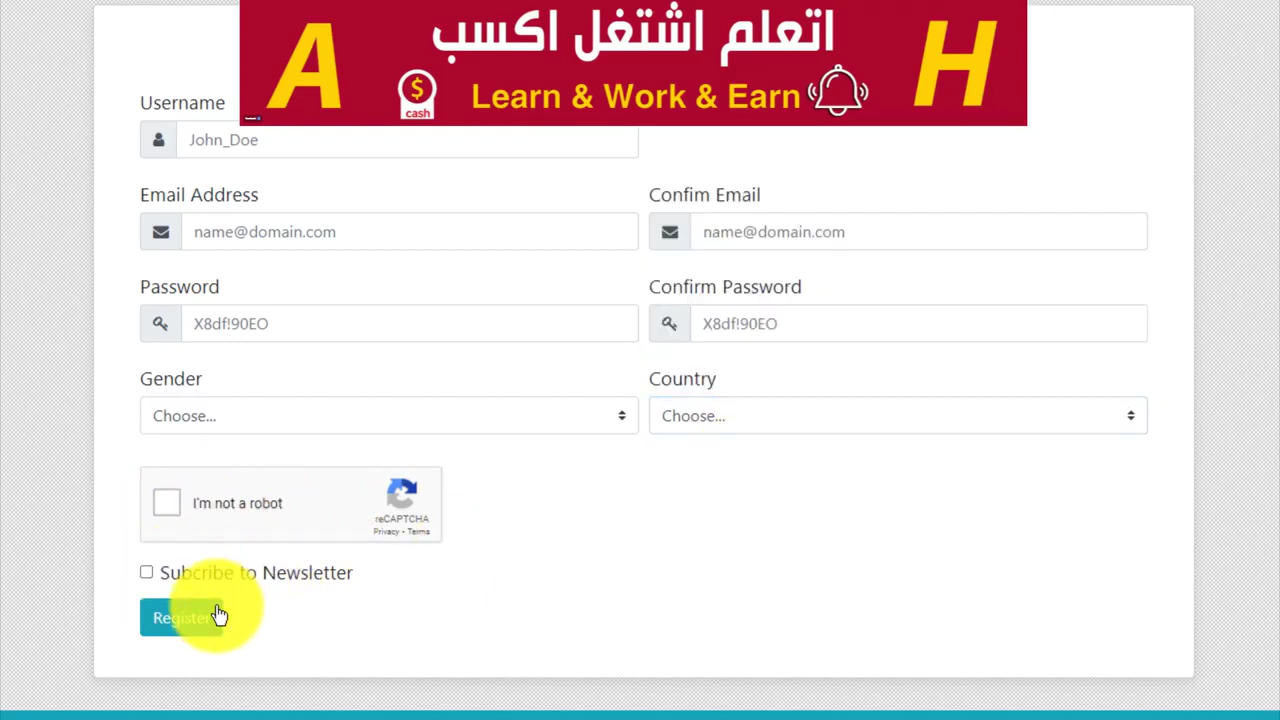 A
اتعلم اشتغل اكسب
H
$
cash
Learn & Work & Earn
Username
John_Doe
Email Address
Confim Email
name@domain.com
name@domain.com
Password
Confirm Password
X8df!90EO
X8df!90EO
Gender
Country
Choose...
Choose...
I'm not a robot
reCAPTCHA
Privacy - Terms
Subcribe to Newsletter
Register